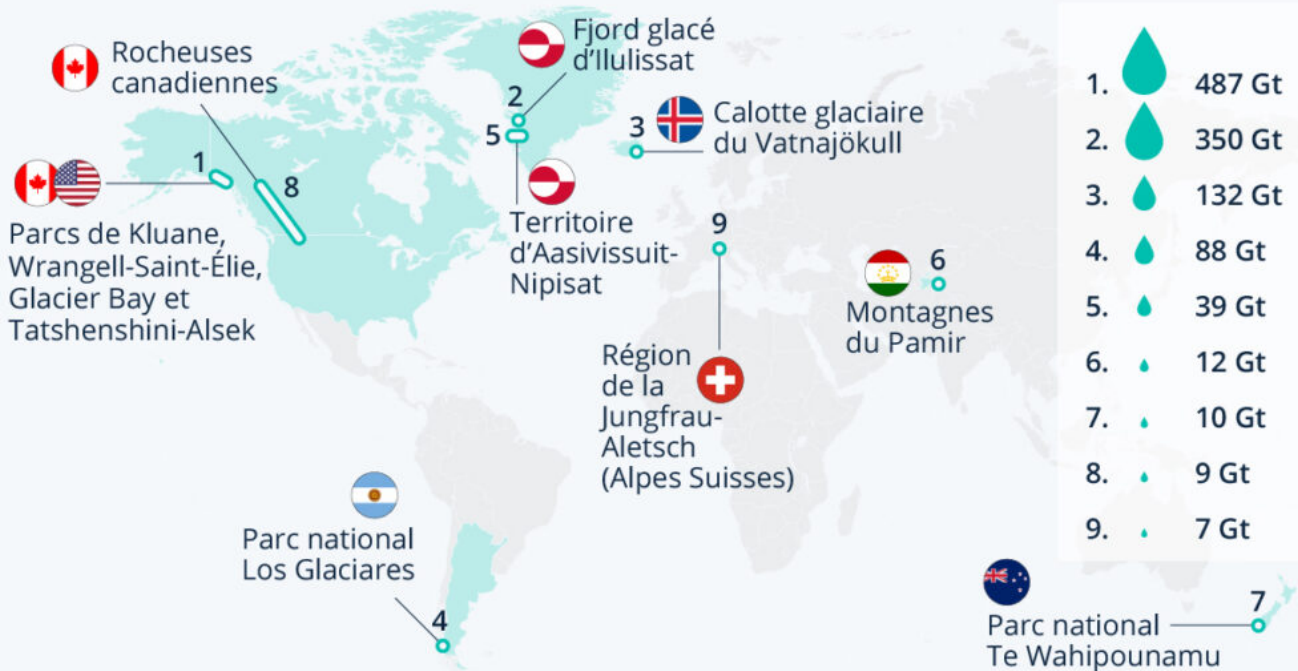 Rocheuses
canadiennes
Fjord glacé
d'Ilulissat
2
5
3
Calotte glaciaire
du Vatnajökull
1
8
Parcs de Kluane,
Wrangell-Saint-Élie,
Glacier Bay et
Tatshenshini-Alsek
Territoire
d'Aasivissuit-
Nipisat
9
6
Montagnes
du Pamir
Région
de la
Jungfrau-
Aletsch
(Alpes Suisses)
Parc national
Los Glaciares
4
7
Parc national
Te Wahipounamu
1. 487 Gt
2. 350 Gt
3. 132 Gt
4. 88 Gt
5. 39 Gt
6. 12 Gt
7. 10 Gt
8. 9 Gt
9. 7 Gt